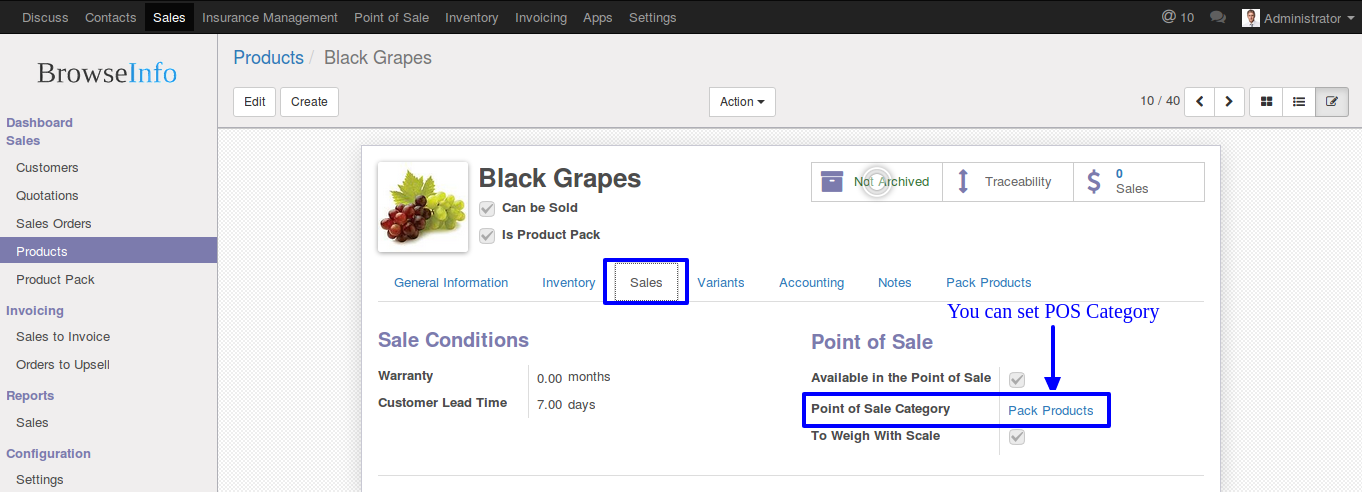 Discuss Contacts Sales Insurance Management Point of Sale Inventory Invoicing Apps Settings @ 10 Administrator
BrowseInfo
Products / Black Grapes
Edit Create Action 10 / 40
Dashboard
Sales
Customers
Quotations
Sales Orders
Products
Product Pack
Invoicing
Sales to Invoice
Orders to Upsell
Reports
Sales
Configuration
Settings
Black Grapes
Can be Sold
Is Product Pack
Not Archived
Traceability
$ 0
Sales
General Information Inventory Sales Variants Accounting Notes Pack Products
You can set POS Category
Sale Conditions
Warranty 0.00 months
Customer Lead Time 7.00 days
Point of Sale
Available in the Point of Sale
Point of Sale Category Pack Products
To Weigh With Scale